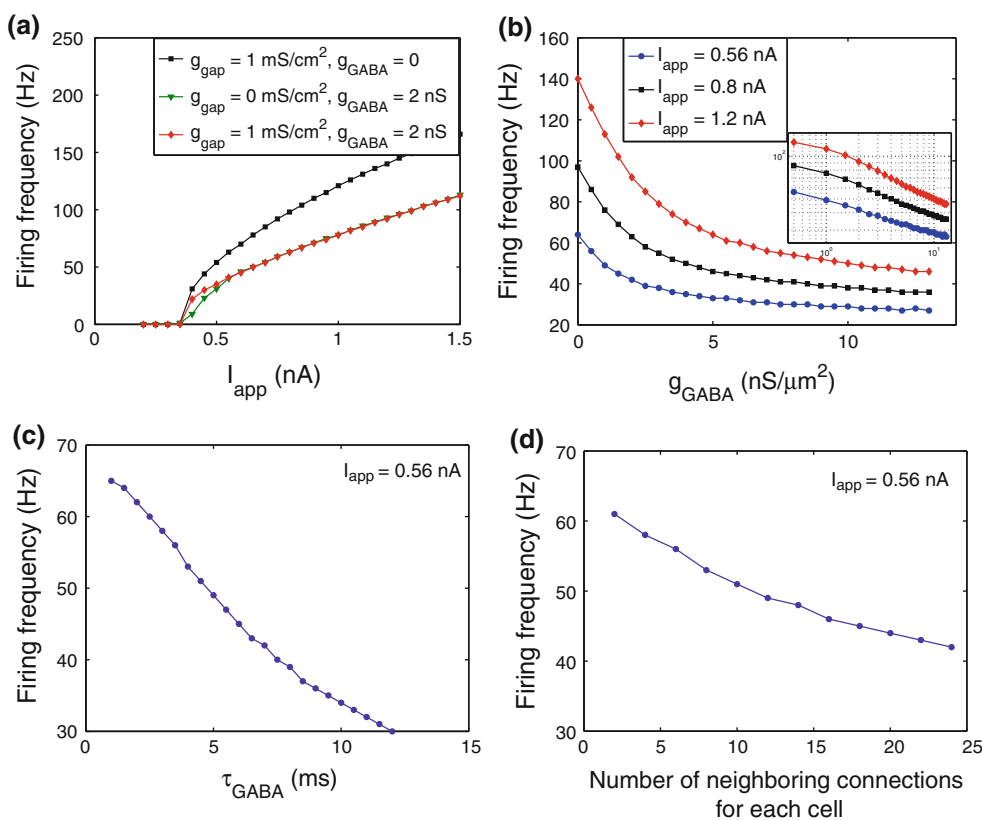 (a)
250
200
150
100
50
0
Firing frequency (Hz)
g_gap = 1 mS/cm², g_GABA = 0
g_gap = 0 mS/cm², g_GABA = 2 nS
g_gap = 1 mS/cm², g_GABA = 2 nS
0 0.5 1 1.5
I_app (nA)
(b)
160
140
120
100
80
60
40
20
Firing frequency (Hz)
I_app = 0.56 nA
I_app = 0.8 nA
I_app = 1.2 nA
10²
10⁰ 10¹
0 5 10
g_GABA (nS/μm²)
(c)
70
60
50
40
30
Firing frequency (Hz)
I_app = 0.56 nA
0 5 10 15
τ_GABA (ms)
(d)
70
60
50
40
30
Firing frequency (Hz)
I_app = 0.56 nA
0 5 10 15 20 25
Number of neighboring connections
for each cell